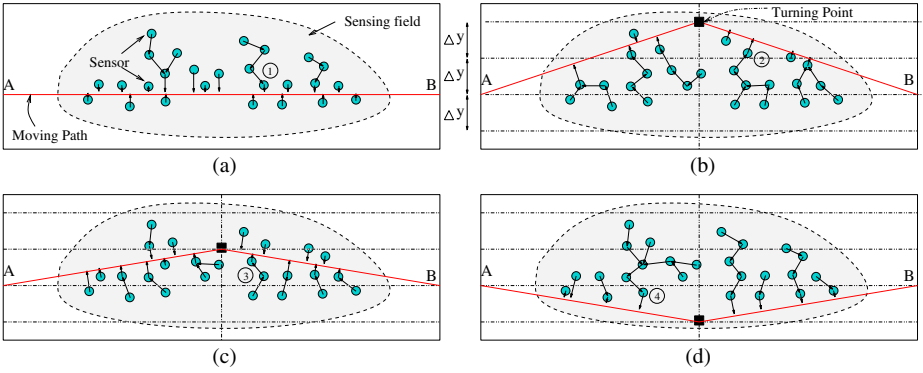 Sensing field
Sensor
1
A
B
Moving Path
(a)
Δy
Δy
Δy
Turning Point
2
A
B
(b)
A
B
3
(c)
A
B
4
(d)